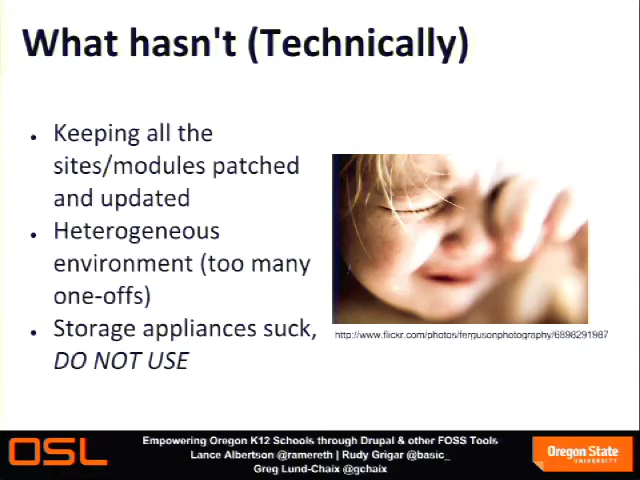 What hasn't (Technically)
• Keeping all the
sites/modules patched
and updated
• Heterogeneous
environment (too many
one-offs)
• Storage appliances suck,
DO NOT USE
http://www.flickr.com/photos/fergusonphotography/6898291987
OSL
Empowering Oregon K12 Schools through Drupal & other FOSS Tools
Lance Albertson @ramereth | Rudy Grigar @basic_
Greg Lund-Chaix @gchaix
Oregon State
UNIVERSITY